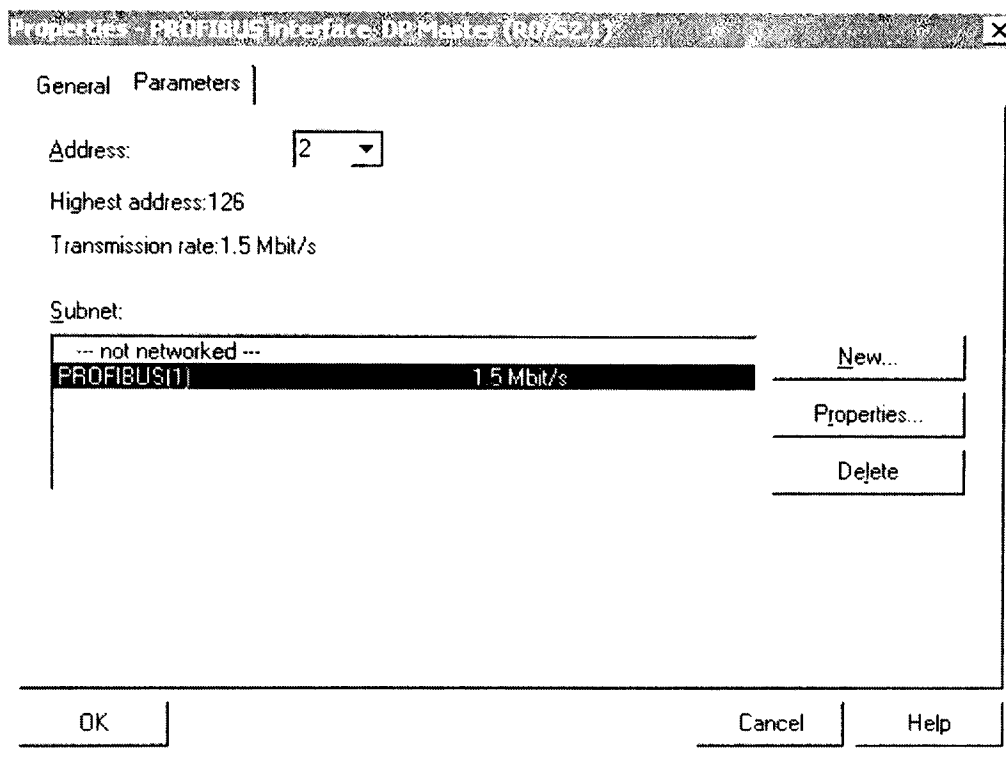 Properties - PROFIBUS interface DP Master (R0/S2.1)
General Parameters
Address: 2
Highest address:126
Transmission rate:1.5 Mbit/s
Subnet:
--- not networked ---
PROFIBUS(1) 1.5 Mbit/s
New...
Properties...
Delete
OK Cancel Help